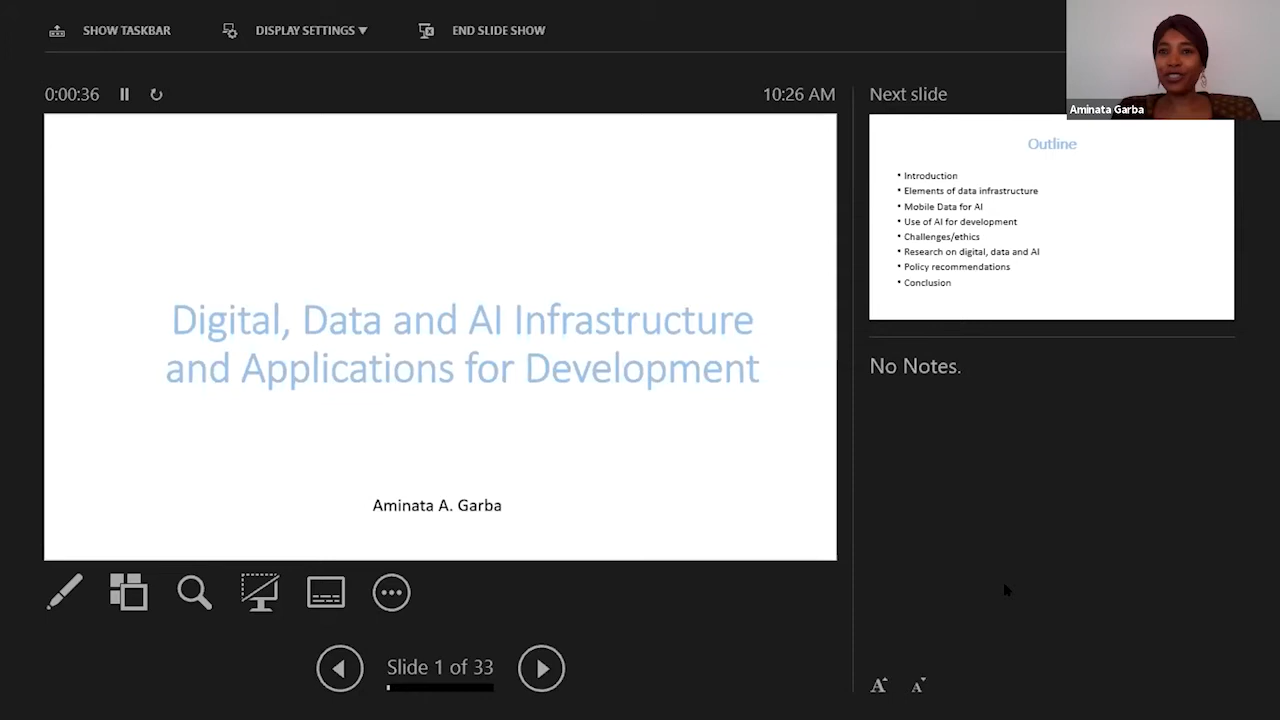 SHOW TASKBAR
DISPLAY SETTINGS
END SLIDE SHOW
Aminata Garba
0:00:36
10:26 AM
Next slide
Digital, Data and AI Infrastructure
and Applications for Development
Aminata A. Garba
Outline
• Introduction
• Elements of data infrastructure
• Mobile Data for AI
• Use of AI for development
• Challenges/ethics
• Research on digital, data and AI
• Policy recommendations
• Conclusion
No Notes.
Slide 1 of 33
A A